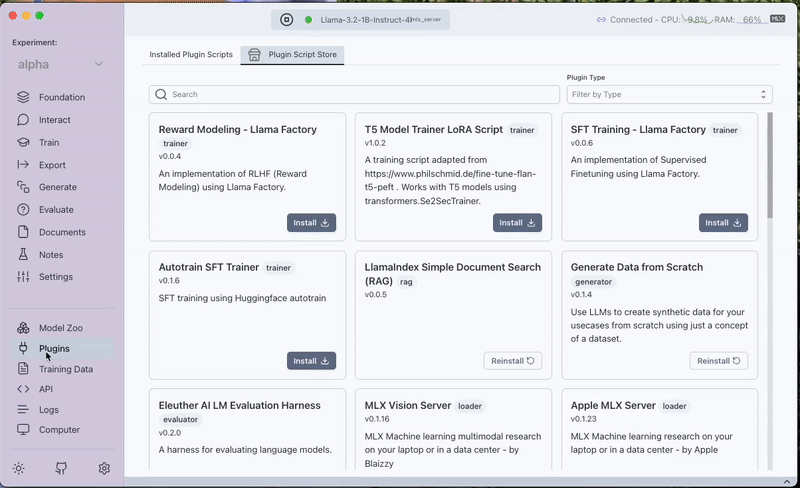 Llama-3.2-1B-Instruct-4
mlx_server
Connected - CPU: 9.8% RAM: 66% MLX
Experiment:
alpha
Foundation
Interact
Train
Export
Generate
Evaluate
Documents
Notes
Settings
Model Zoo
Plugins
Training Data
API
Logs
Computer
Installed Plugin Scripts
Plugin Script Store
Plugin Type
Search
Filter by Type
Reward Modeling - Llama Factory
trainer
v0.0.4
An implementation of RLHF (Reward
Modeling) using Llama Factory.
Install
T5 Model Trainer LoRA Script trainer
v1.0.2
A training script adapted from
https://www.philschmid.de/fine-tune-flan-
t5-peft . Works with T5 models using
transformers.Se2SecTrainer.
Install
SFT Training - Llama Factory trainer
v0.0.6
An implementation of Supervised
Finetuning using Llama Factory.
Install
Autotrain SFT Trainer trainer
v0.1.6
SFT training using Huggingface autotrain
Install
LlamaIndex Simple Document Search
(RAG) rag
v0.0.5
Reinstall
Generate Data from Scratch
generator
v0.1.4
Use LLMs to create synthetic data for your
usecases from scratch using just a concept
of a dataset.
Reinstall
Eleuther AI LM Evaluation Harness
evaluator
v0.2.0
A harness for evaluating language models.
MLX Vision Server loader
v0.1.16
MLX Machine learning multimodal research
on your laptop or in a data center - by
Blaizzy
Apple MLX Server loader
v0.1.23
MLX Machine learning research on your
laptop or in a data center - by Apple